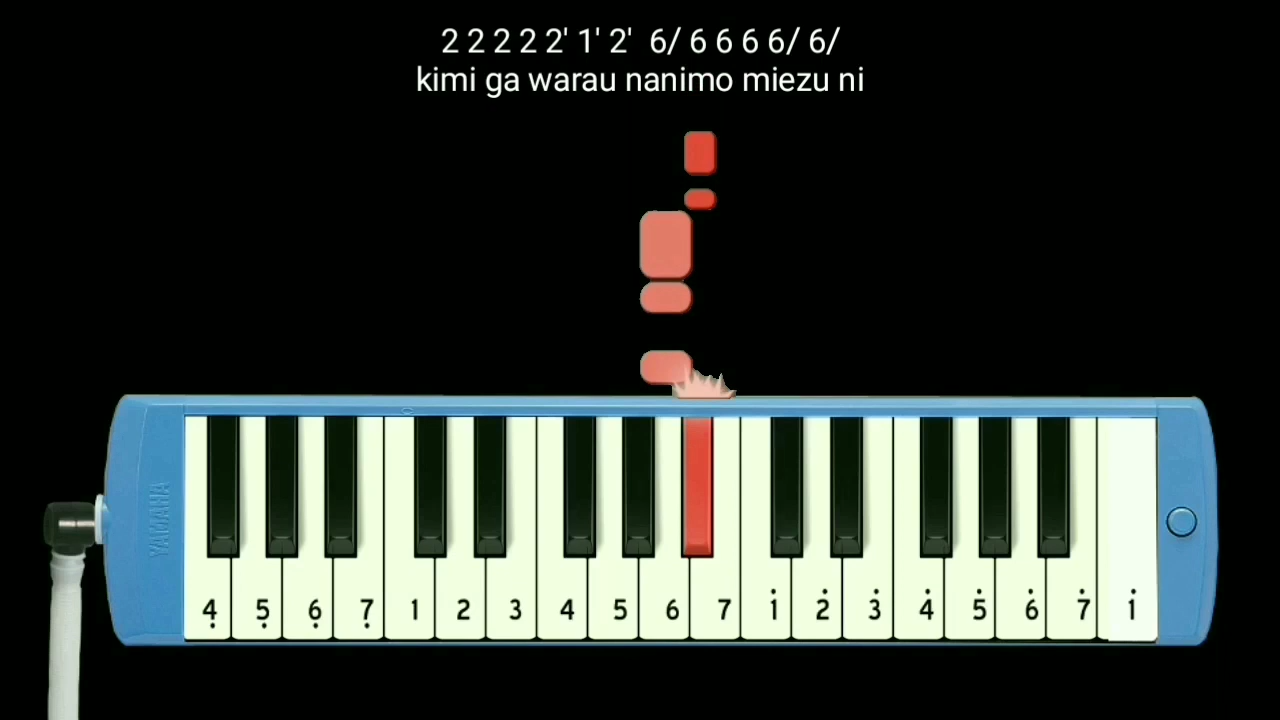 2 2 2 2 2' 1' 2'  6/ 6 6 6 6/ 6/
kimi ga warau nanimo miezu ni
YAMAHA
4̣ 5̣ 6̣ 7̣ 1 2 3 4 5 6 7 1̇ 2̇ 3̇ 4̇ 5̇ 6̇ 7̇ 1̇